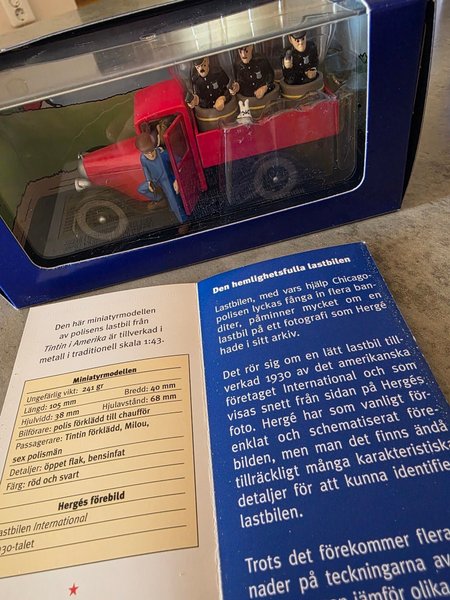 Den här miniatyrmodellen
av polisens lastbil från
Tintin i Amerika är tillverkad i
metall i traditionell skala 1:43.
Miniatyrmodellen
Ungefärlig vikt: 241 gr
Längd: 105 mm Bredd: 40 mm
Hjulvidd: 38 mm Hjulavstånd: 68 mm
Bilförare: polis förklädd till chaufför
Passagerare: Tintin förklädd, Milou,
sex polismän
Detaljer: öppet flak, bensinfat
Färg: röd och svart
Hergés förebild
Lastbilen International
30-talet
Den hemlighetsfulla lastbilen
Lastbilen, med vars hjälp Chicago-
polisen lyckas fånga in flera ban-
diter, påminner mycket om en
lastbil på ett fotografi som Hergé
hade i sitt arkiv.
Det rör sig om en lätt lastbil till-
verkad 1930 av det amerikanska
företaget International och som
visas snett från sidan på Hergés
foto. Hergé har som vanligt för-
enklat och schematiserat före-
bilden, men man det finns ändå
tillräckligt många karakteristiska
detaljer för att kunna identifie
lastbilen.
Trots det förekommer flera
nader på teckningarna av
jämför olika